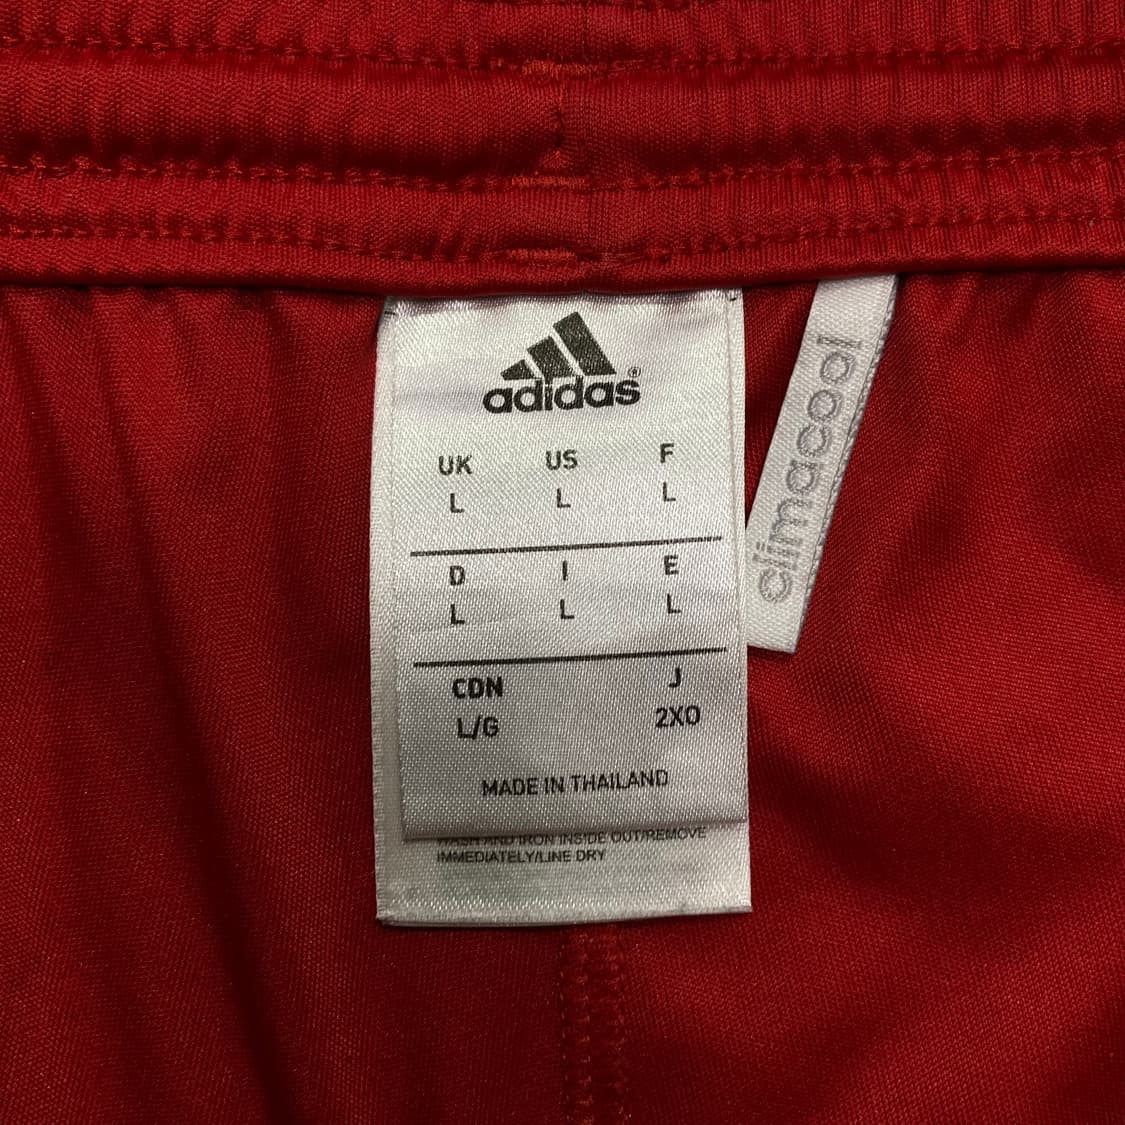 adidas®
UK US F
L L L
D I E
L L L
CDN J
L/G 2XO
MADE IN THAILAND
WASH AND IRON INSIDE OUT/REMOVE
IMMEDIATELY/LINE DRY
climacool